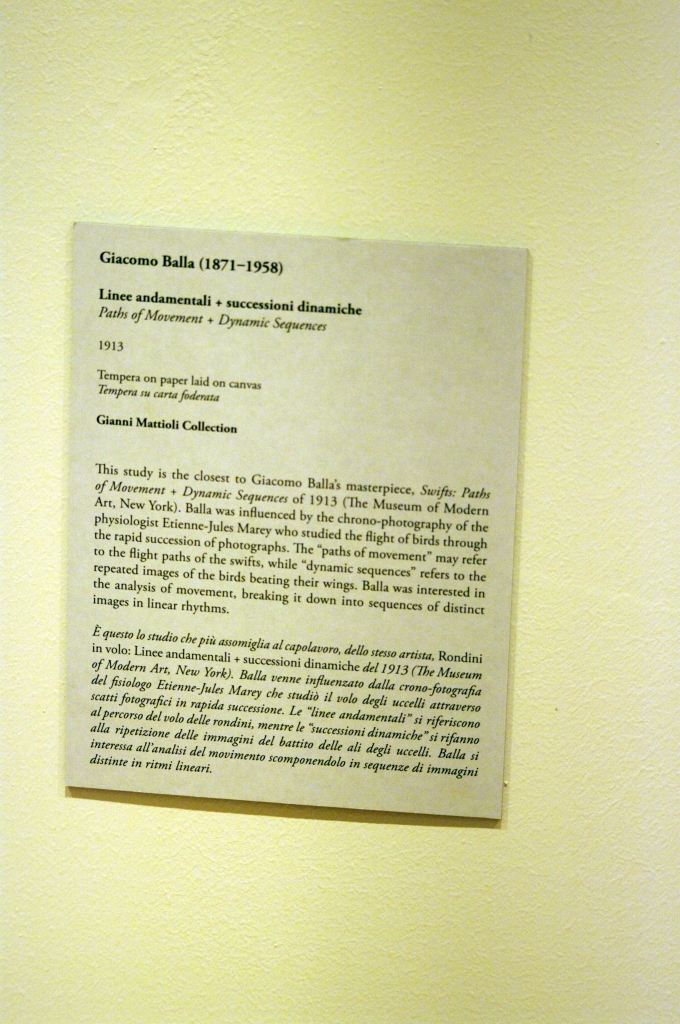 Giacomo Balla (1871–1958)
Linee andamentali + successioni dinamiche
Paths of Movement + Dynamic Sequences
1913
Tempera on paper laid on canvas
Tempera su carta foderata
Gianni Mattioli Collection
This study is the closest to Giacomo Balla's masterpiece, Swifts: Paths
of Movement + Dynamic Sequences of 1913 (The Museum of Modern
Art, New York). Balla was influenced by the chrono-photography of the
physiologist Etienne-Jules Marey who studied the flight of birds through
the rapid succession of photographs. The "paths of movement" may refer
to the flight paths of the swifts, while "dynamic sequences" refers to the
repeated images of the birds beating their wings. Balla was interested in
the analysis of movement, breaking it down into sequences of distinct
images in linear rhythms.
È questo lo studio che più assomiglia al capolavoro, dello stesso artista, Rondini
in volo: Linee andamentali + successioni dinamiche del 1913 (The Museum
of Modern Art, New York). Balla venne influenzato dalla crono-fotografia
del fisiologo Etienne-Jules Marey che studiò il volo degli uccelli attraverso
scatti fotografici in rapida successione. Le "linee andamentali" si riferiscono
al percorso del volo delle rondini, mentre le "successioni dinamiche" si rifanno
alla ripetizione delle immagini del battito delle ali degli uccelli. Balla si
interessa all'analisi del movimento scomponendolo in sequenze di immagini
distinte in ritmi lineari.